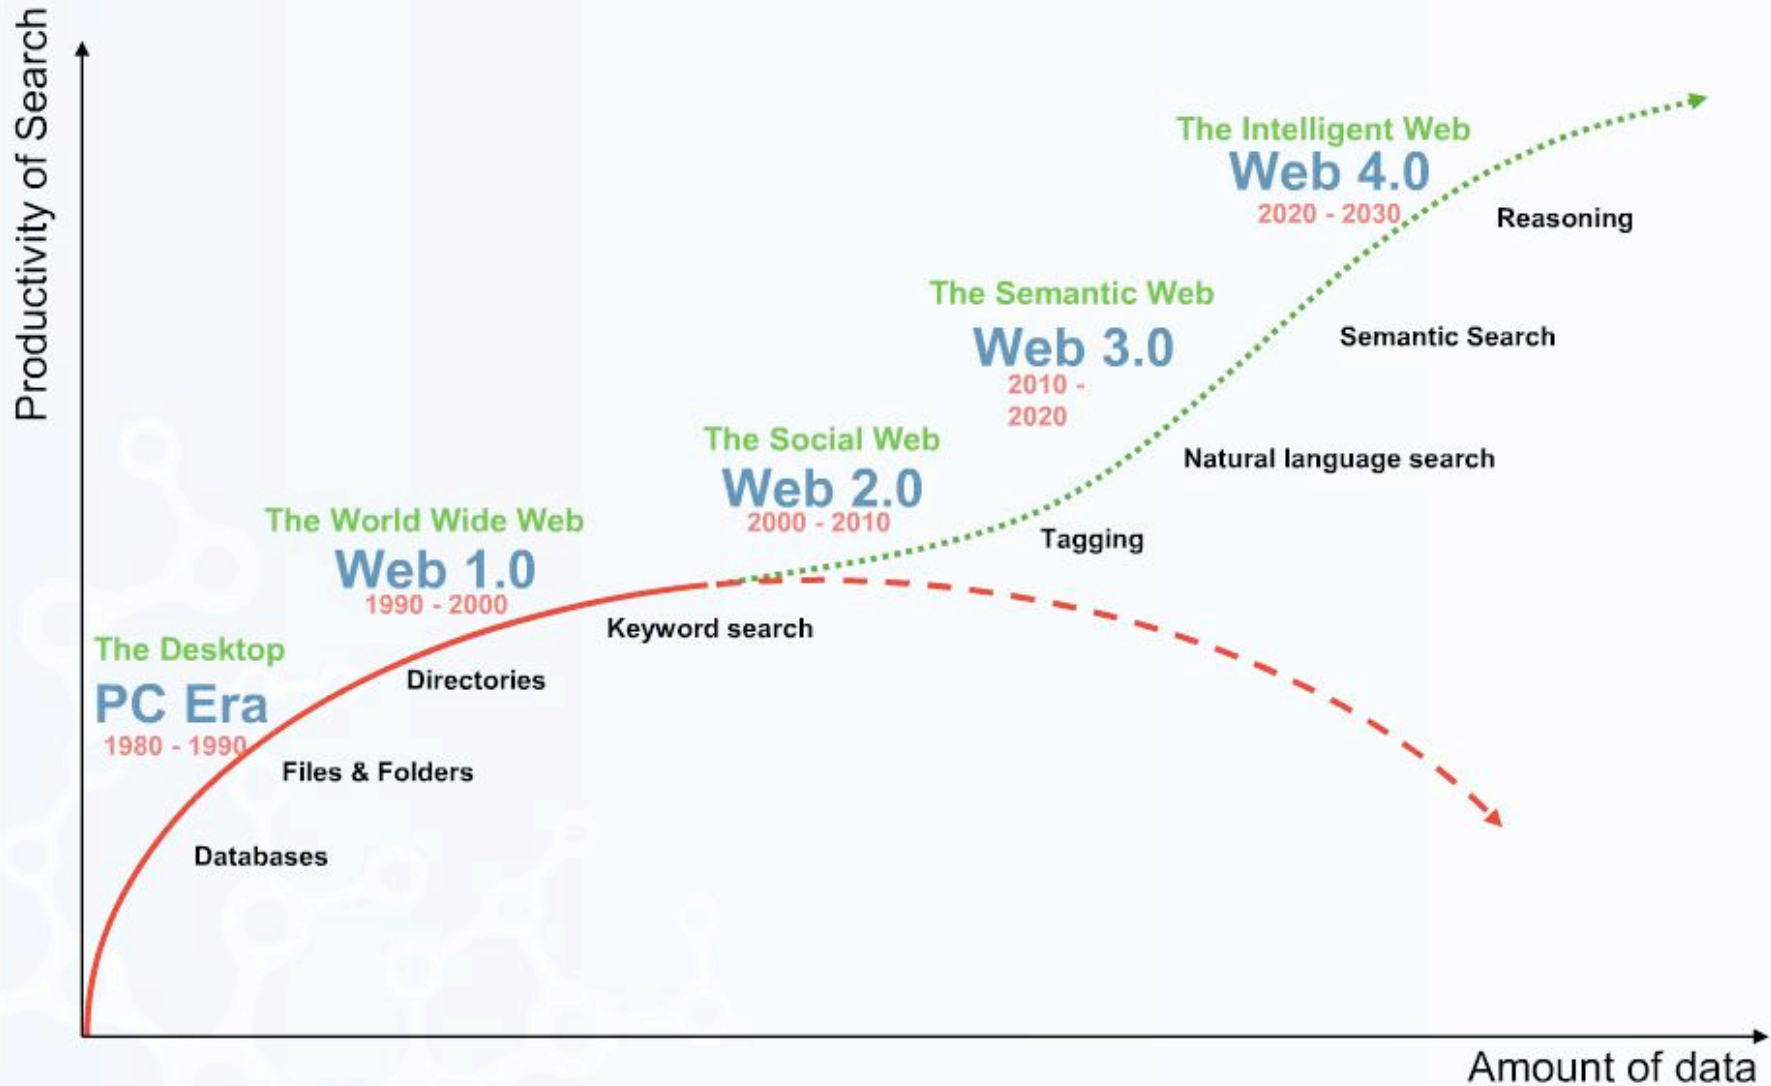 Productivity of Search
The Intelligent Web
Web 4.0
2020 - 2030
Reasoning
The Semantic Web
Web 3.0
2010 -
2020
Semantic Search
The Social Web
Web 2.0
2000 - 2010
Natural language search
The World Wide Web
Web 1.0
1990 - 2000
Tagging
Keyword search
The Desktop
PC Era
1980 - 1990
Directories
Files & Folders
Databases
Amount of data